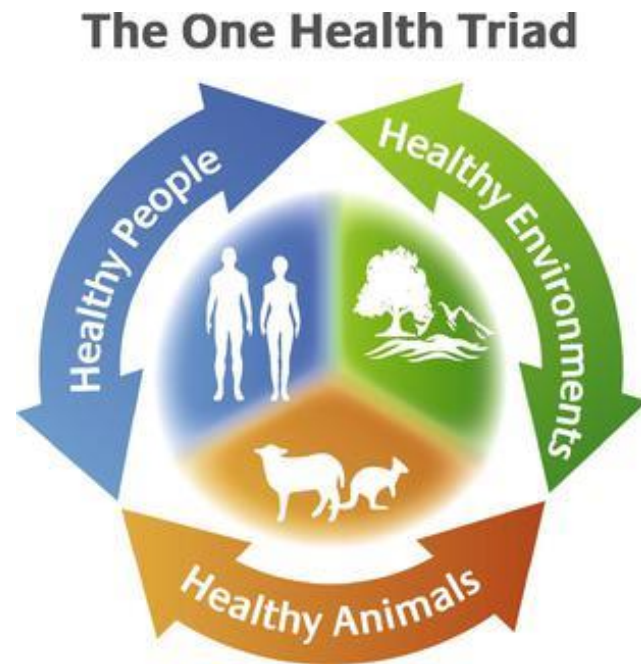 The One Health Triad
Healthy People
Healthy Environments
Healthy Animals